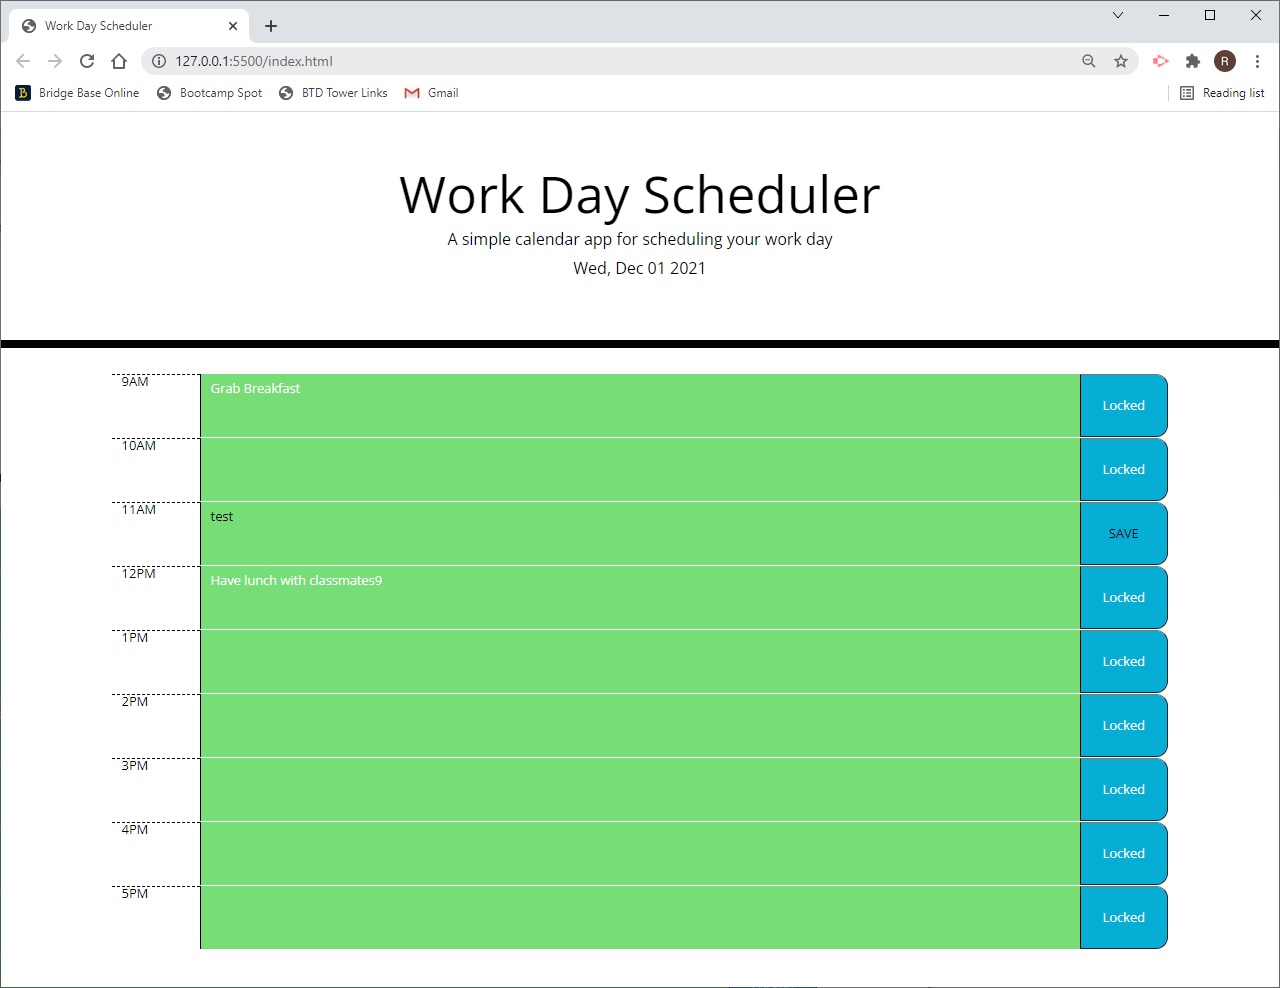 Work Day Scheduler
127.0.0.1:5500/index.html
R
Bridge Base Online Bootcamp Spot BTD Tower Links Gmail Reading list
Work Day Scheduler
A simple calendar app for scheduling your work day
Wed, Dec 01 2021
9AM Grab Breakfast Locked
10AM Locked
11AM test SAVE
12PM Have lunch with classmates9 Locked
1PM Locked
2PM Locked
3PM Locked
4PM Locked
5PM Locked